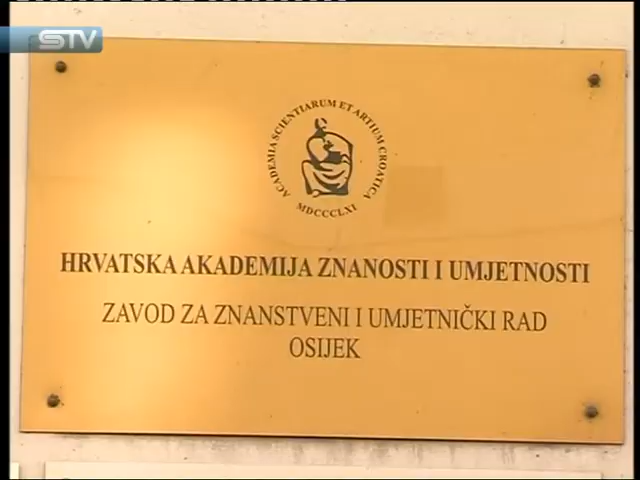 STV
ACADEMIA SCIENTIARUM ET ARTIUM CROATICA
MDCCCLXI
HRVATSKA AKADEMIJA ZNANOSTI I UMJETNOSTI
ZAVOD ZA ZNANSTVENI I UMJETNIČKI RAD
OSIJEK